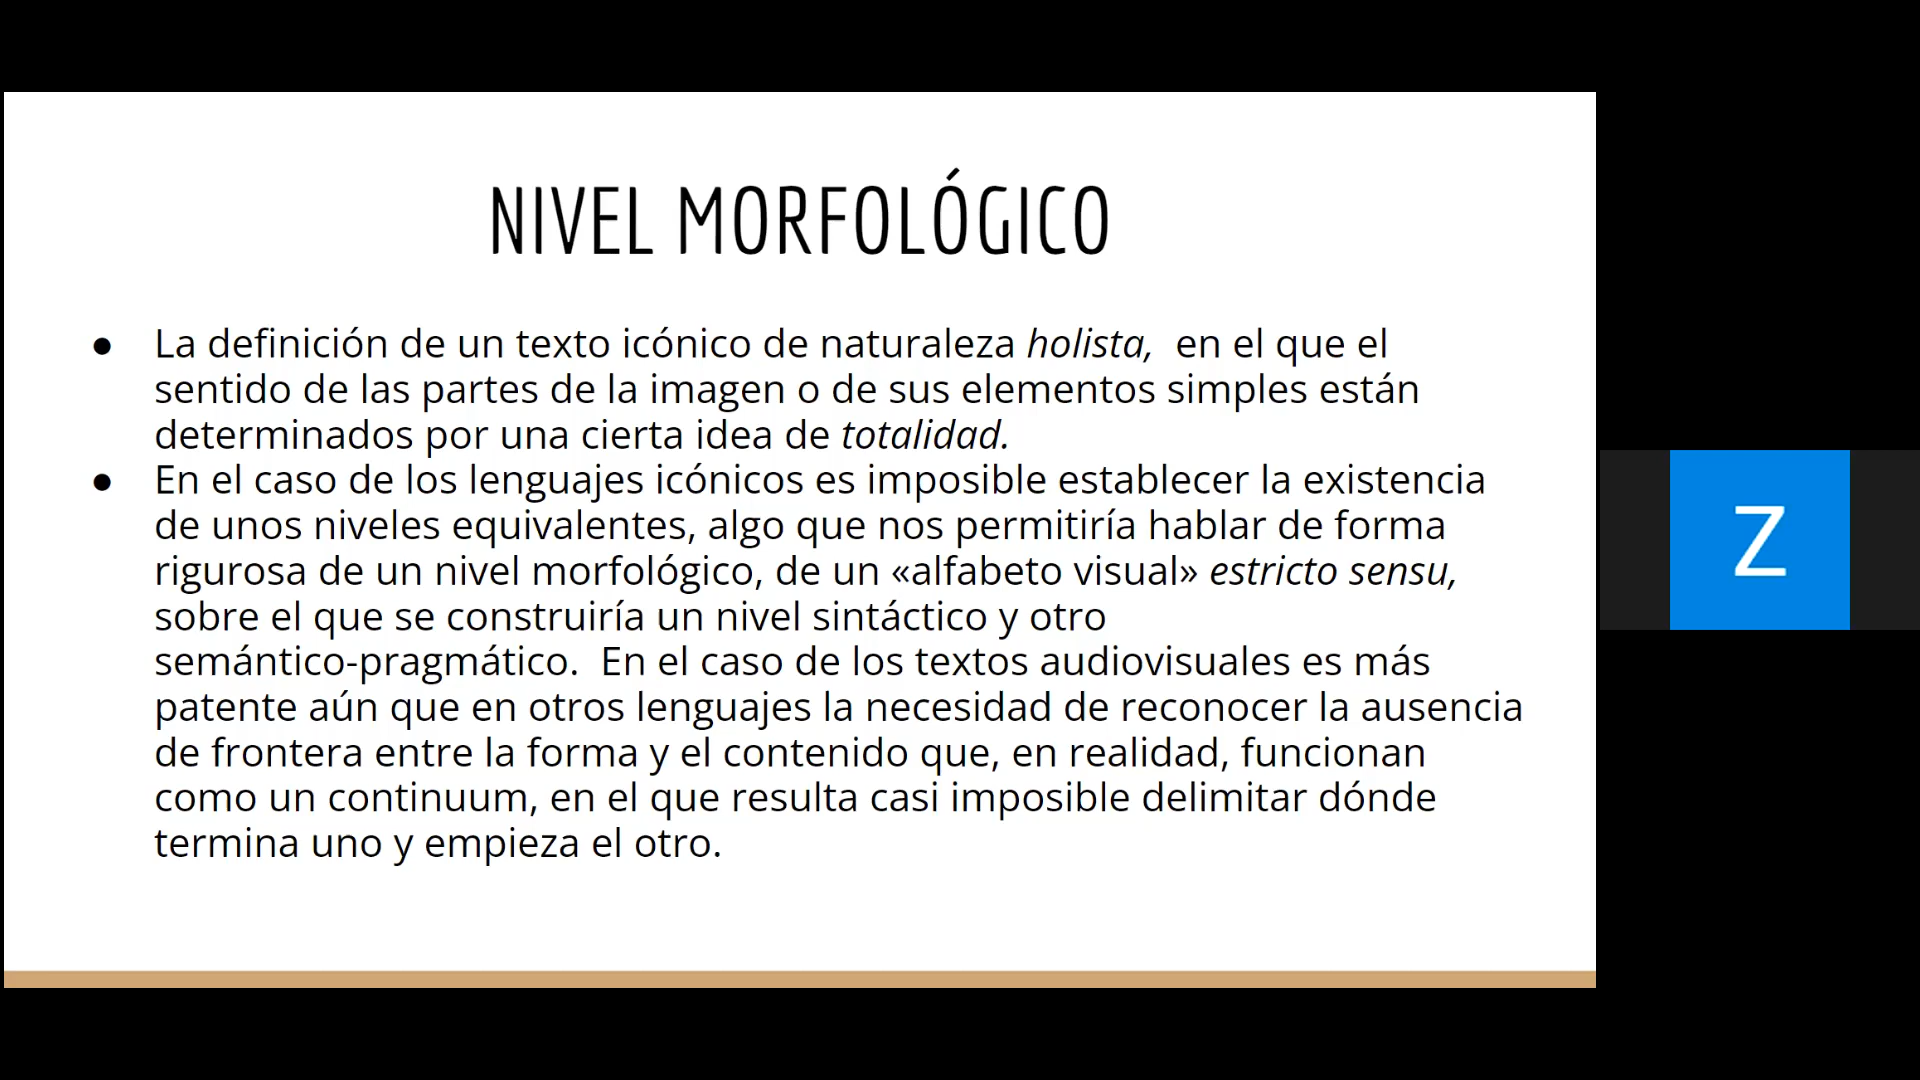 NIVEL MORFOLÓGICO
● La definición de un texto icónico de naturaleza holista,  en el que el
sentido de las partes de la imagen o de sus elementos simples están
determinados por una cierta idea de totalidad.
● En el caso de los lenguajes icónicos es imposible establecer la existencia
de unos niveles equivalentes, algo que nos permitiría hablar de forma
rigurosa de un nivel morfológico, de un «alfabeto visual» estricto sensu,
sobre el que se construiría un nivel sintáctico y otro
semántico-pragmático.  En el caso de los textos audiovisuales es más
patente aún que en otros lenguajes la necesidad de reconocer la ausencia
de frontera entre la forma y el contenido que, en realidad, funcionan
como un continuum, en el que resulta casi imposible delimitar dónde
termina uno y empieza el otro.
Z